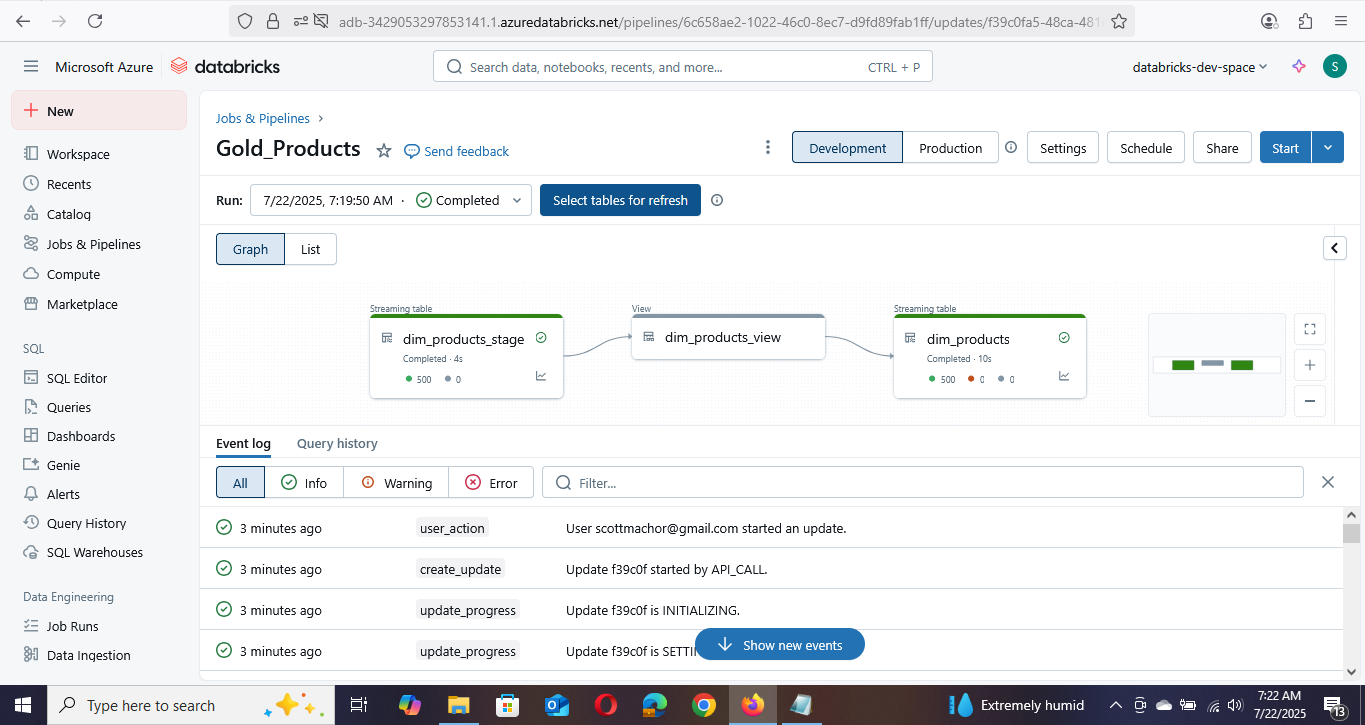 adb-3429053297853141.1.azuredatabricks.net/pipelines/6c658ae2-1022-46c0-8ec7-d9fd89fab1ff/updates/f39c0fa5-48ca-481
Microsoft Azure databricks
Search data, notebooks, recents, and more... CTRL + P
databricks-dev-space S
New
Workspace
Recents
Catalog
Jobs & Pipelines
Compute
Marketplace
SQL
SQL Editor
Queries
Dashboards
Genie
Alerts
Query History
SQL Warehouses
Data Engineering
Job Runs
Data Ingestion
Jobs & Pipelines ›
Gold_Products Send feedback
Development Production Settings Schedule Share Start
Run: 7/22/2025, 7:19:50 AM · Completed Select tables for refresh
Graph List
Streaming table
dim_products_stage
Completed · 4s
500 0
View
dim_products_view
Streaming table
dim_products
Completed · 10s
500 0 0
Event log Query history
All Info Warning Error Filter...
3 minutes ago user_action User scottmachor@gmail.com started an update.
3 minutes ago create_update Update f39c0f started by API_CALL.
3 minutes ago update_progress Update f39c0f is INITIALIZING.
3 minutes ago update_progress Update f39c0f is
Show new events
Type here to search
Extremely humid
7:22 AM
7/22/2025
13